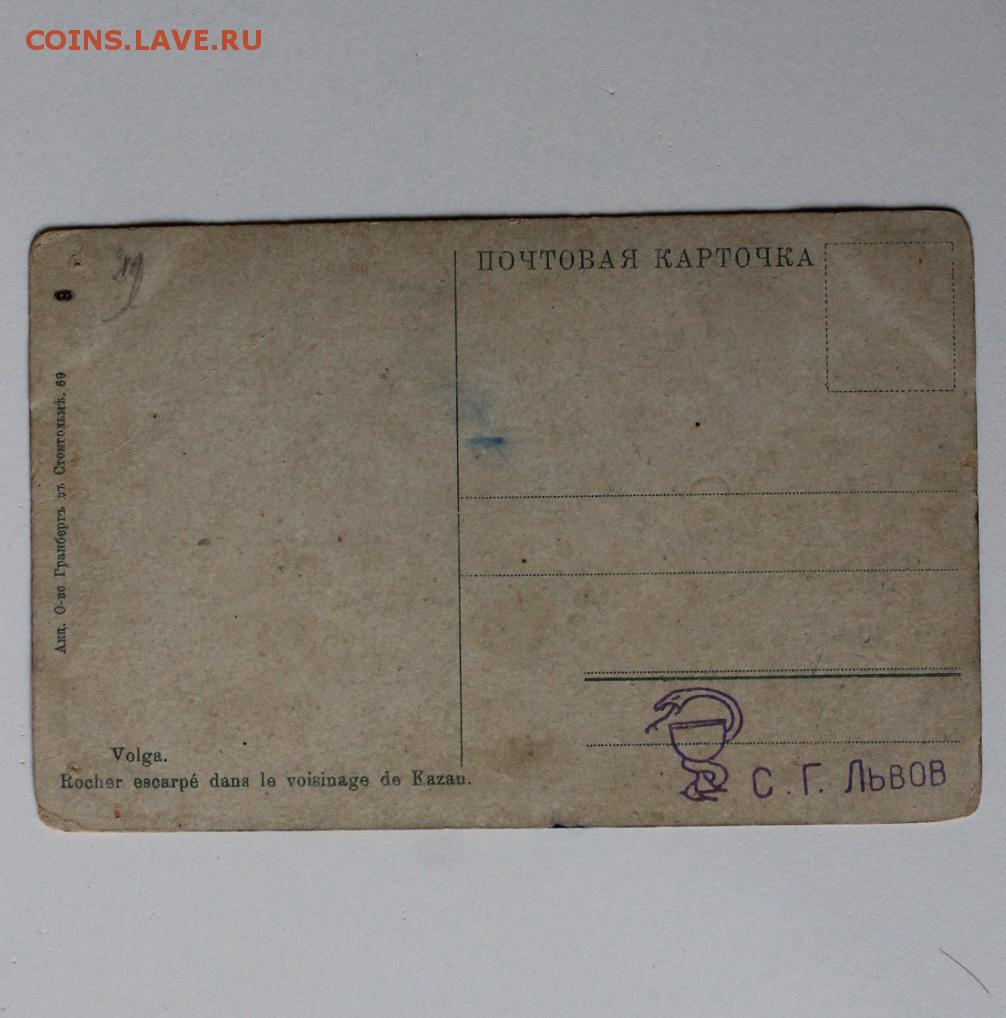 COINS.LAVE.RU
ПОЧТОВАЯ КАРТОЧКА
8
Акц. О-во Гранбергъ въ Стокгольмѣ. 69
Volga.
Rocher escarpé dans le voisinage de Kazan.
С. Г. Львов